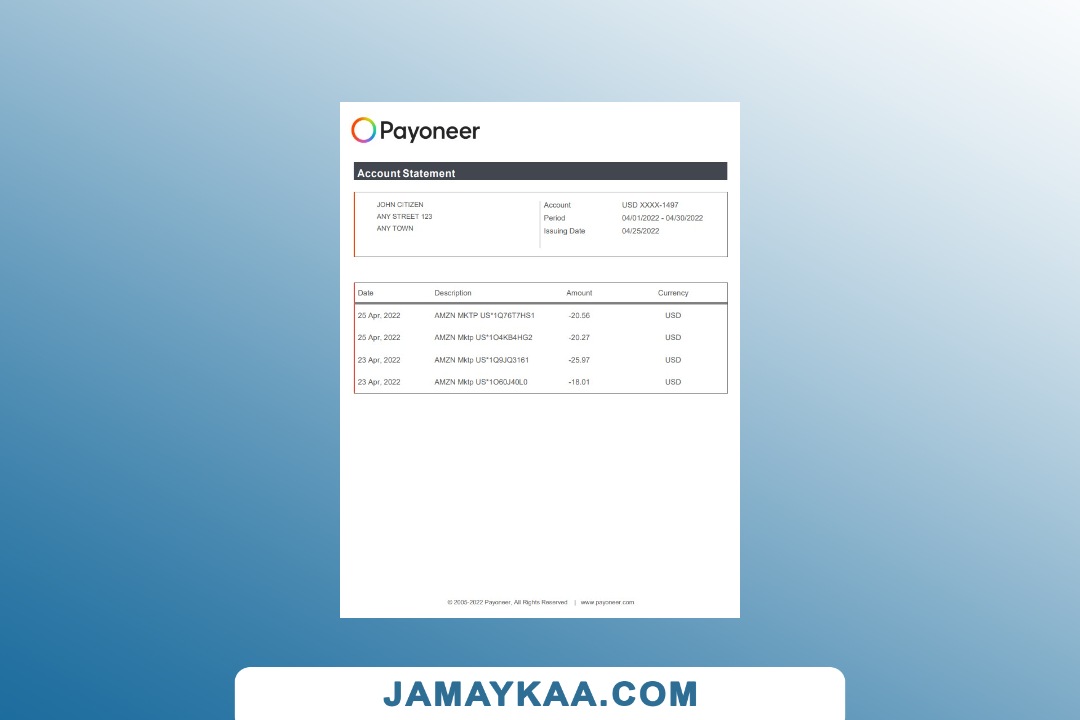 Payoneer
Account Statement
JOHN CITIZEN
ANY STREET 123
ANY TOWN
Account USD XXXX-1497
Period 04/01/2022 - 04/30/2022
Issuing Date 04/25/2022
Date Description Amount Currency
25 Apr, 2022 AMZN MKTP US*1Q76T7HS1 -20.56 USD
25 Apr, 2022 AMZN Mktp US*1O4KB4HG2 -20.27 USD
23 Apr, 2022 AMZN Mktp US*1Q9JQ3161 -25.97 USD
23 Apr, 2022 AMZN Mktp US*1O60J40L0 -18.01 USD
© 2005-2022 Payoneer, All Rights Reserved | www.payoneer.com
JAMAYKAA.COM